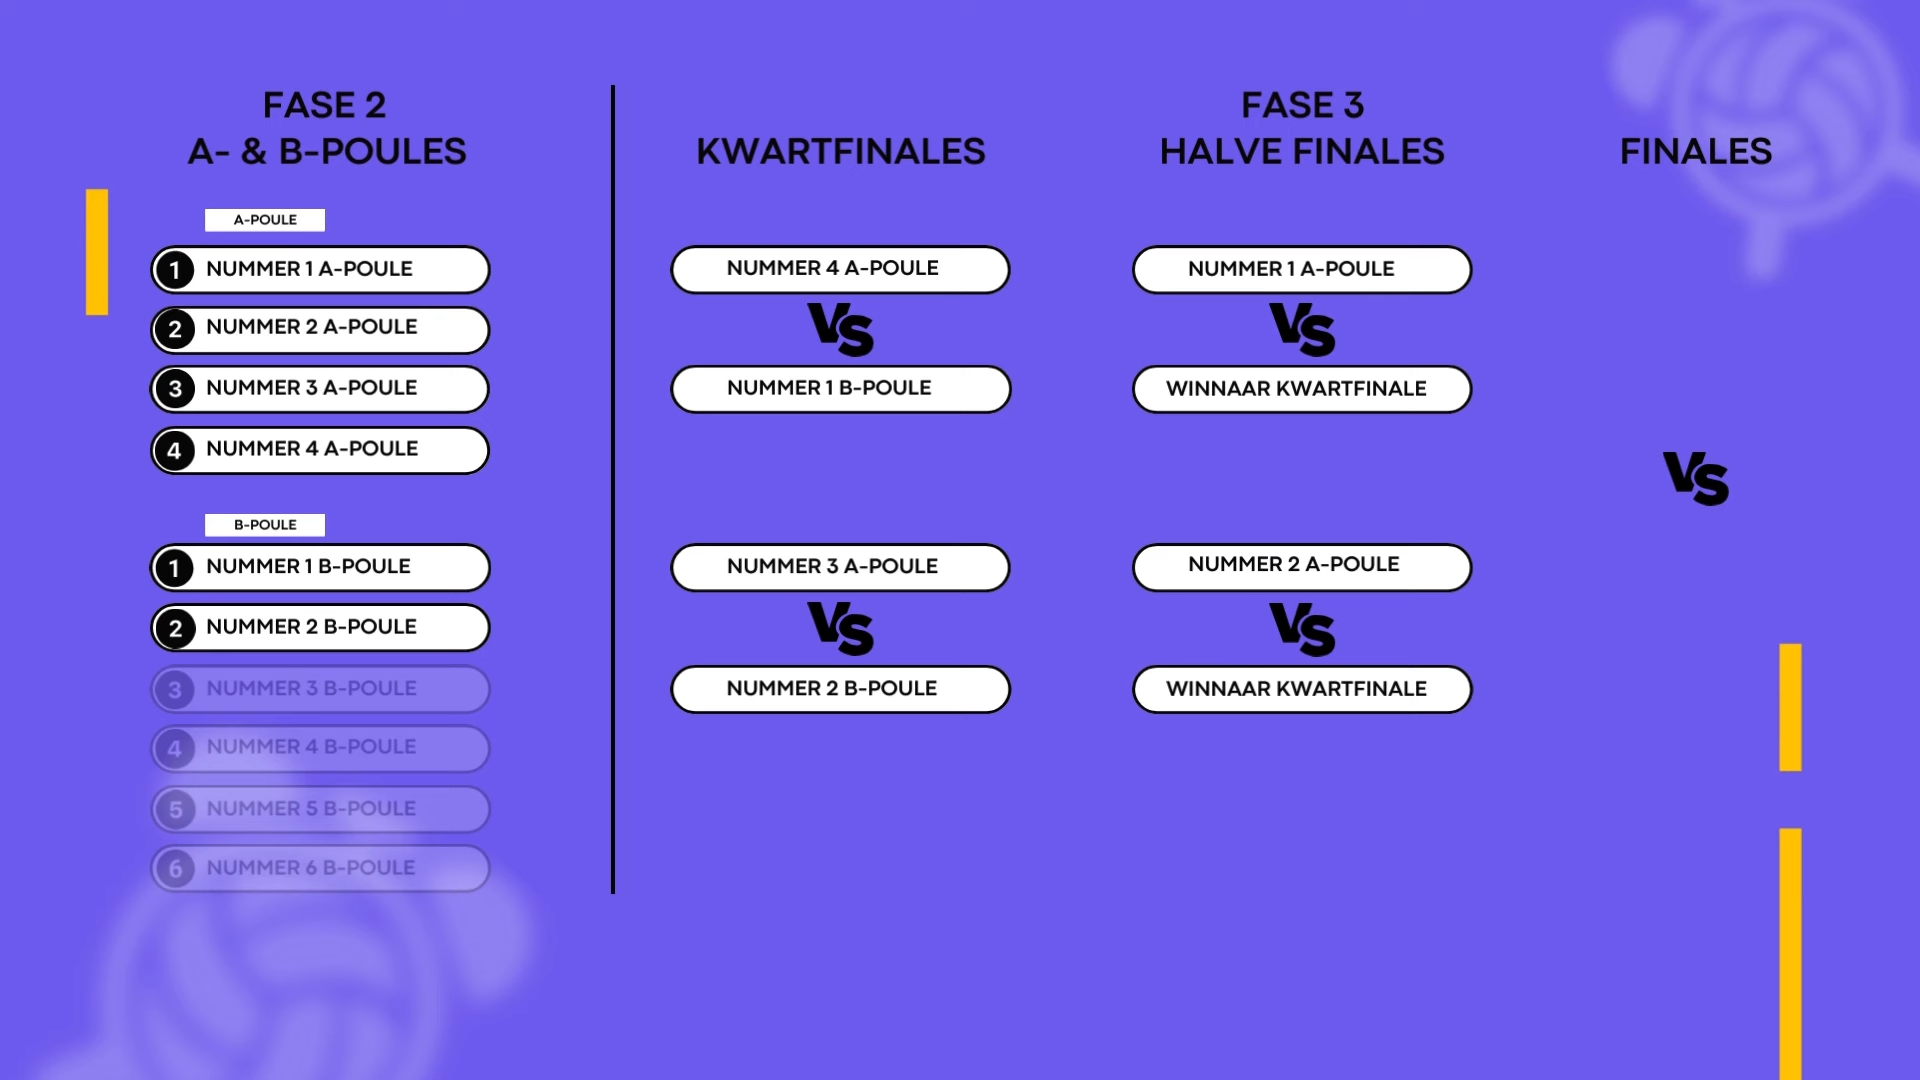 FASE 2
A- & B-POULES
A-POULE
1 NUMMER 1 A-POULE
2 NUMMER 2 A-POULE
3 NUMMER 3 A-POULE
4 NUMMER 4 A-POULE
B-POULE
1 NUMMER 1 B-POULE
2 NUMMER 2 B-POULE
3 NUMMER 3 B-POULE
4 NUMMER 4 B-POULE
5 NUMMER 5 B-POULE
6 NUMMER 6 B-POULE
KWARTFINALES
NUMMER 4 A-POULE
VS
NUMMER 1 B-POULE
NUMMER 3 A-POULE
VS
NUMMER 2 B-POULE
FASE 3
HALVE FINALES
NUMMER 1 A-POULE
VS
WINNAAR KWARTFINALE
NUMMER 2 A-POULE
VS
WINNAAR KWARTFINALE
FINALES
VS